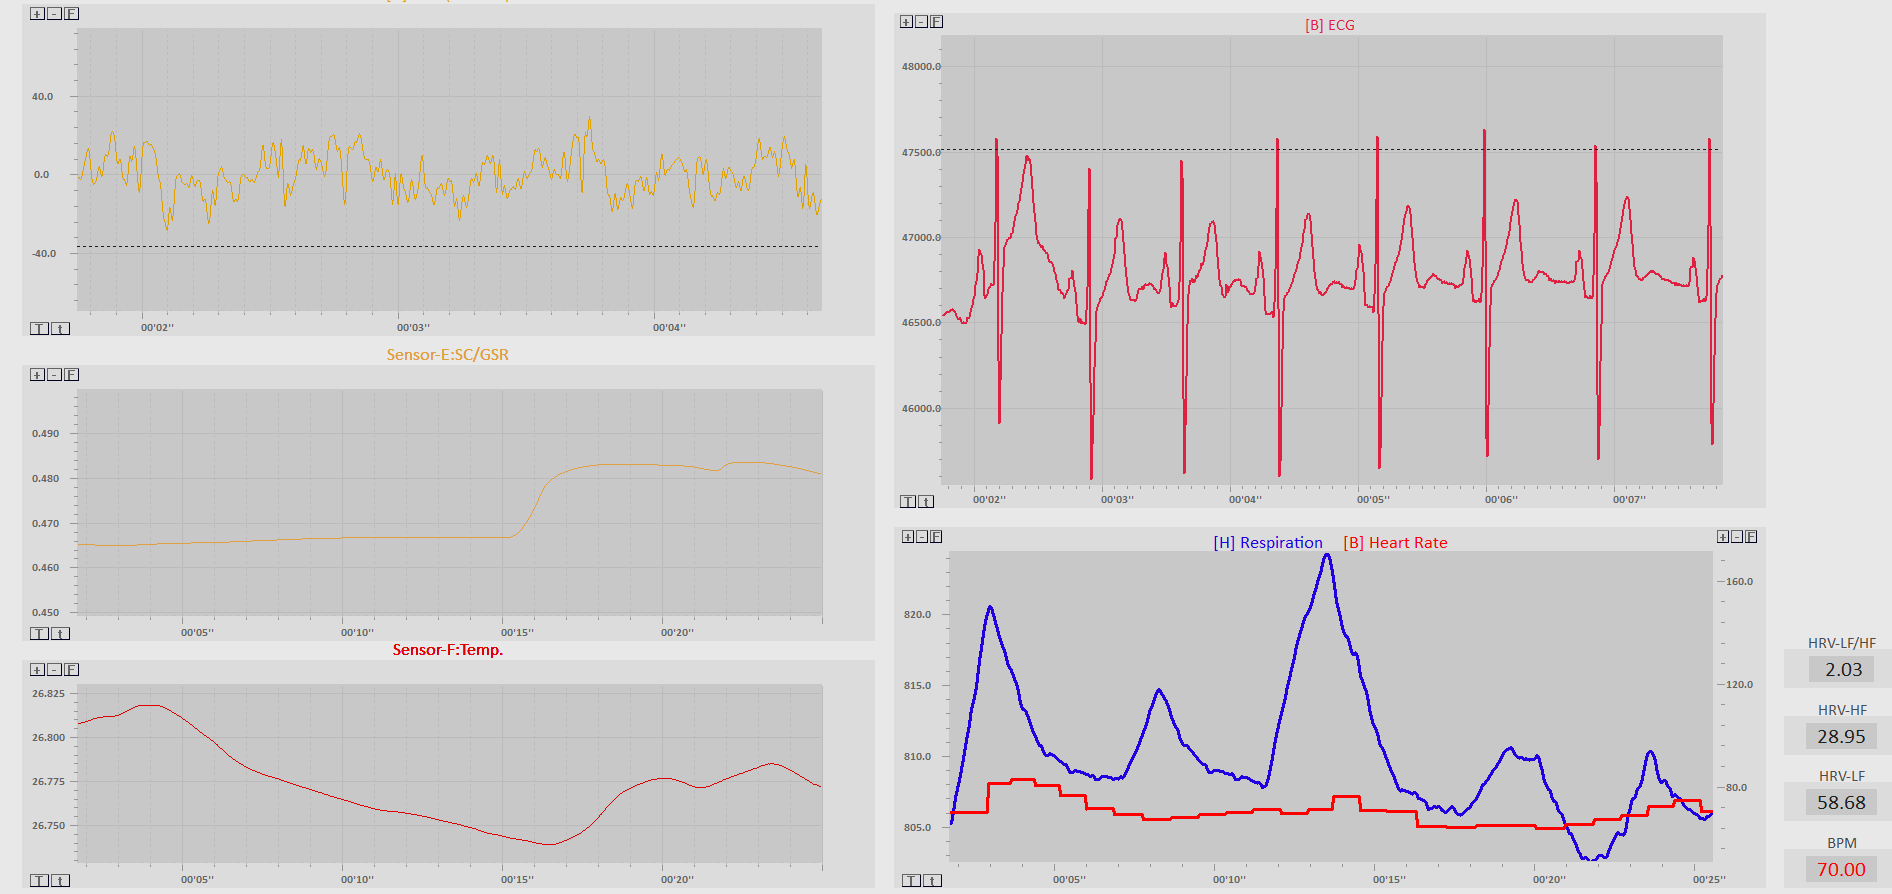 + - F
40.0
0.0
-40.0
T t
00'02'' 00'03'' 00'04''
Sensor-E:SC/GSR
+ - F
0.490
0.480
0.470
0.460
0.450
T t
00'05'' 00'10'' 00'15'' 00'20''
Sensor-F:Temp.
+ - F
26.825
26.800
26.775
26.750
T t
00'05'' 00'10'' 00'15'' 00'20''
+ - F
[B] ECG
48000.0
47500.0
47000.0
46500.0
46000.0
T t
00'02'' 00'03'' 00'04'' 00'05'' 00'06'' 00'07''
+ - F
[H] Respiration [B] Heart Rate
+ - F
820.0
815.0
810.0
805.0
160.0
120.0
80.0
T t
00'05'' 00'10'' 00'15'' 00'20'' 00'25''
HRV-LF/HF
2.03
HRV-HF
28.95
HRV-LF
58.68
BPM
70.00